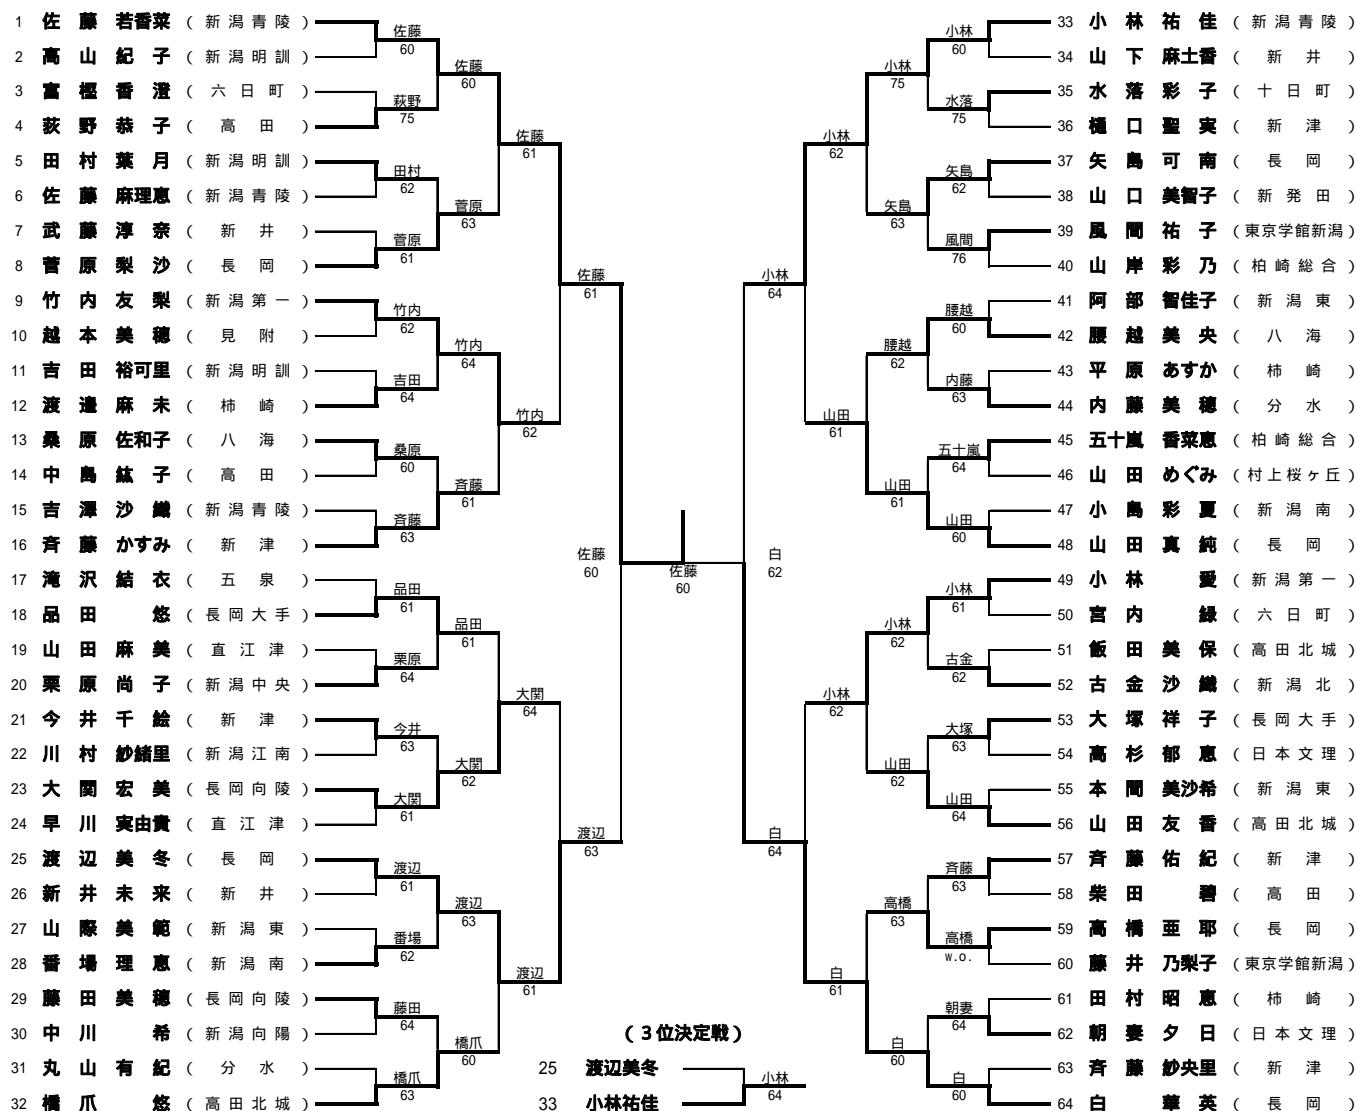 1 佐藤 若香菜 ( 新潟青陵 )
2 高山 紀子 ( 新潟明訓 )
3 富樫 香澄 ( 六日町 )
4 荻野 恭子 ( 高田 )
5 田村 葉月 ( 新潟明訓 )
6 佐藤 麻理恵 ( 新潟青陵 )
7 武藤 淳奈 ( 新井 )
8 菅原 梨沙 ( 長岡 )
9 竹内 友梨 ( 新潟第一 )
10 越本 美穂 ( 見附 )
11 吉田 裕可里 ( 新潟明訓 )
12 渡邉 麻未 ( 柿崎 )
13 桑原 佐和子 ( 八海 )
14 中島 紘子 ( 高田 )
15 吉澤 沙織 ( 新潟青陵 )
16 斉藤 かすみ ( 新津 )
17 滝沢 結衣 ( 五泉 )
18 品田 悠 ( 長岡大手 )
19 山田 麻美 ( 直江津 )
20 栗原 尚子 ( 新潟中央 )
21 今井 千絵 ( 新津 )
22 川村 紗緒里 ( 新潟江南 )
23 大関 宏美 ( 長岡向陵 )
24 早川 実由貴 ( 直江津 )
25 渡辺 美冬 ( 長岡 )
26 新井 未来 ( 新井 )
27 山際 美範 ( 新潟東 )
28 番場 理恵 ( 新潟南 )
29 藤田 美穂 ( 長岡向陵 )
30 中川 希 ( 新潟向陽 )
31 丸山 有紀 ( 分水 )
32 橋爪 悠 ( 高田北城 )
佐藤 60
萩野 75
田村 62
菅原 61
竹内 62
吉田 64
桑原 60
斉藤 63
品田 61
栗原 64
今井 63
大関 61
渡辺 61
番場 62
藤田 64
橋爪 63
佐藤 60
菅原 63
竹内 64
斉藤 61
品田 61
大関 62
渡辺 63
橋爪 60
佐藤 61
竹内 62
大関 64
渡辺 61
佐藤 61
渡辺 63
佐藤 60
佐藤 60
白 62
小林 64
白 64
小林 62
山田 61
小林 62
白 61
小林 75
矢島 63
腰越 62
山田 61
小林 62
山田 62
高橋 63
白 60
小林 60
水落 75
矢島 62
風間 76
腰越 60
内藤 63
五十嵐 64
山田 60
小林 61
古金 62
大塚 63
山田 64
斉藤 63
高橋 w.o.
朝妻 64
白 60
33 小林 祐佳 ( 新潟青陵 )
34 山下 麻土香 ( 新井 )
35 水落 彩子 ( 十日町 )
36 樋口 聖実 ( 新津 )
37 矢島 可南 ( 長岡 )
38 山口 美智子 ( 新発田 )
39 風間 祐子 ( 東京学館新潟 )
40 山岸 彩乃 ( 柏崎総合 )
41 阿部 智佳子 ( 新潟東 )
42 腰越 美央 ( 八海 )
43 平原 あすか ( 柿崎 )
44 内藤 美穂 ( 分水 )
45 五十嵐 香菜恵 ( 柏崎総合 )
46 山田 めぐみ ( 村上桜ヶ丘 )
47 小島 彩夏 ( 新潟南 )
48 山田 真純 ( 長岡 )
49 小林 愛 ( 新潟第一 )
50 宮内 緑 ( 六日町 )
51 飯田 美保 ( 高田北城 )
52 古金 沙織 ( 新潟北 )
53 大塚 祥子 ( 長岡大手 )
54 高杉 郁恵 ( 日本文理 )
55 本間 美沙希 ( 新潟東 )
56 山田 友香 ( 高田北城 )
57 斉藤 佑紀 ( 新津 )
58 柴田 碧 ( 高田 )
59 高橋 亜耶 ( 長岡 )
60 藤井 乃梨子 ( 東京学館新潟 )
61 田村 昭恵 ( 柿崎 )
62 朝妻 夕日 ( 日本文理 )
63 斉藤 紗央里 ( 新津 )
64 白 華英 ( 長岡 )
(３位決定戦)
25 渡辺美冬
33 小林祐佳
小林 64